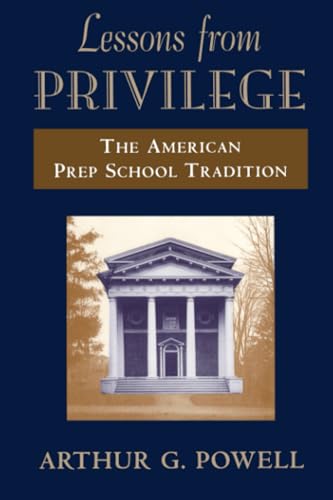 Lessons from
PRIVILEGE
THE AMERICAN
PREP SCHOOL TRADITION
ARTHUR G. POWELL